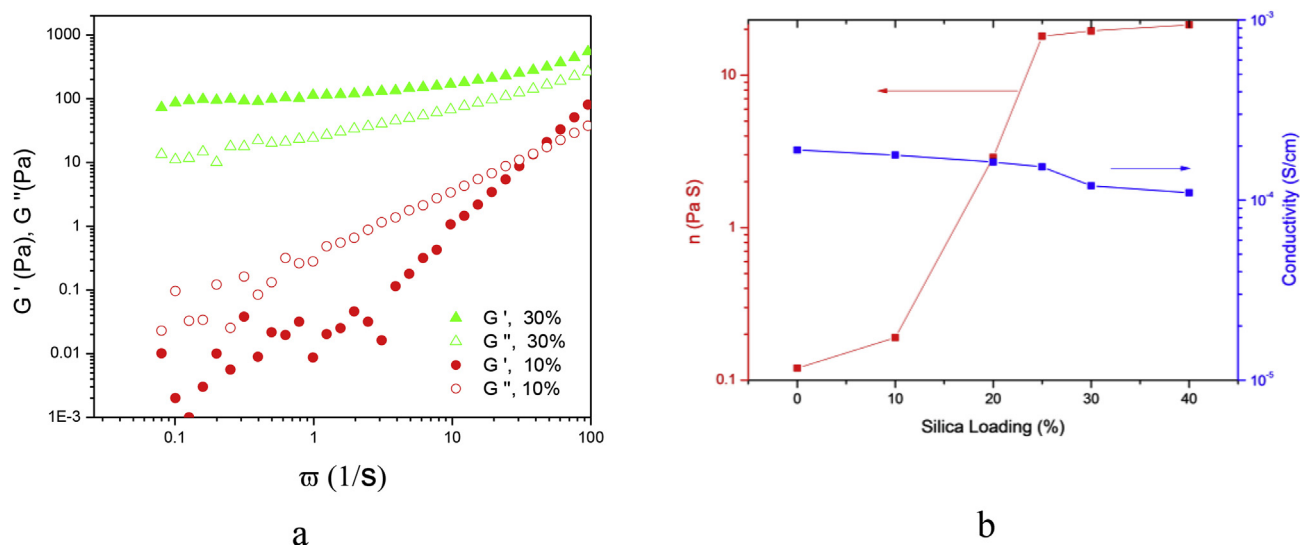 1000
100
10
1
0.1
0.01
1E-3
G ' (Pa), G "(Pa)
G ', 30%
G ", 30%
G ', 10%
G ", 10%
0.1
1
10
100
ϖ (1/s)
a
10
1
0.1
n (Pa S)
10⁻³
10⁻⁴
10⁻⁵
Conductivity (S/cm)
0
10
20
30
40
Silica Loading (%)
b